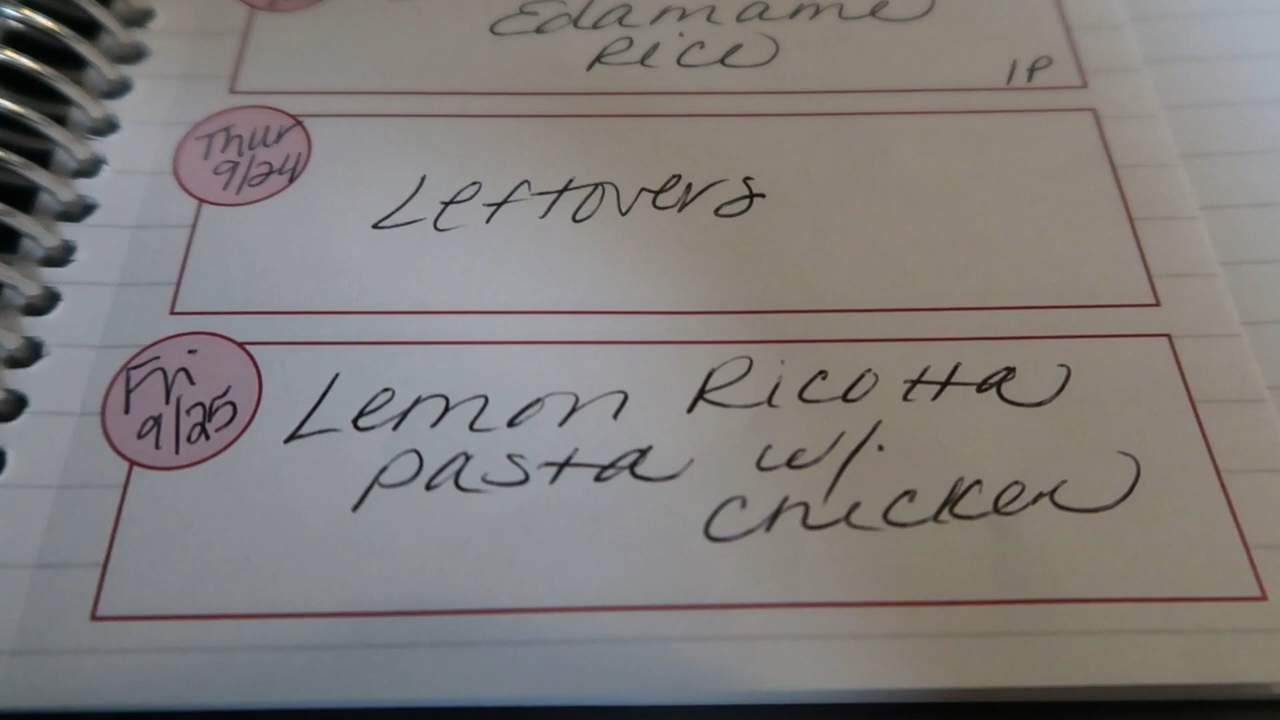 Edamame
Rice
IP
Thur
9/24
Leftovers
Fri
9/25
Lemon Ricotta
pasta w/
chicken